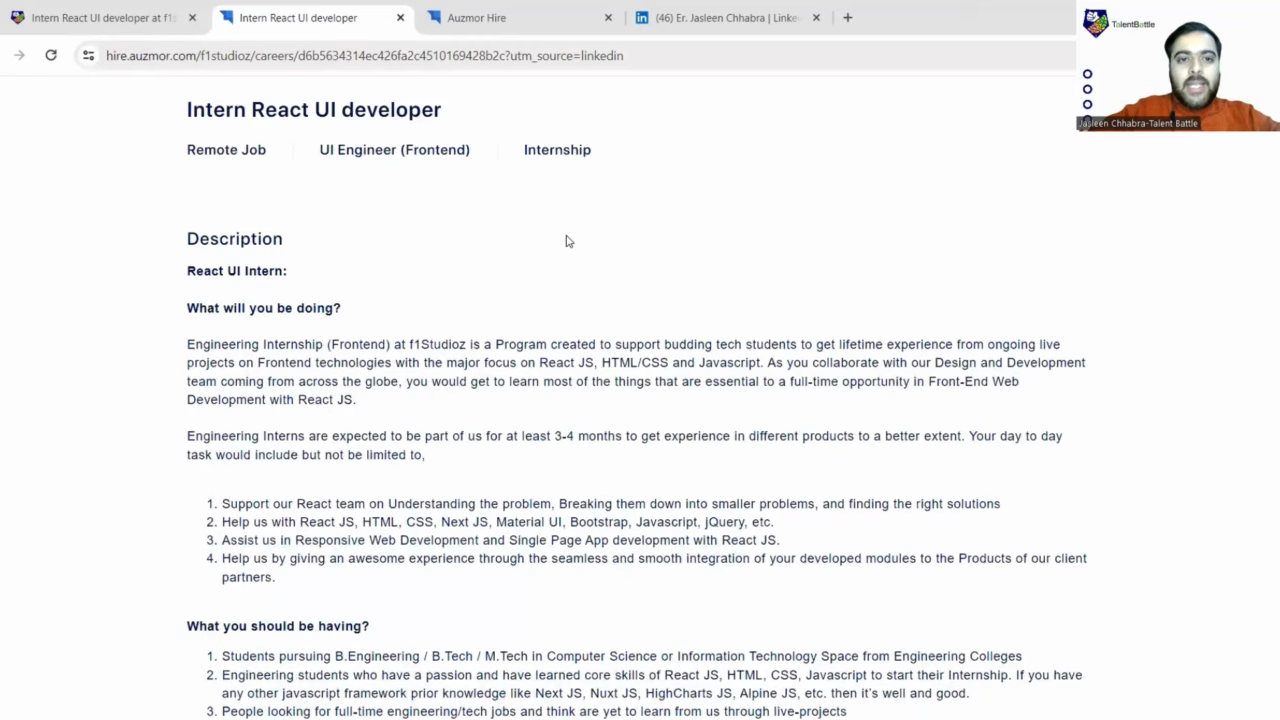 Intern React UI developer at f1s
Intern React UI developer
Auzmor Hire
(46) Er. Jasleen Chhabra | Linke
hire.auzmor.com/f1studioz/careers/d6b5634314ec426fa2c4510169428b2c?utm_source=linkedin
TalentBattle
Jasleen Chhabra-Talent Battle
Intern React UI developer
Remote Job
UI Engineer (Frontend)
Internship
Description
React UI Intern:
What will you be doing?
Engineering Internship (Frontend) at f1Studioz is a Program created to support budding tech students to get lifetime experience from ongoing live
projects on Frontend technologies with the major focus on React JS, HTML/CSS and Javascript. As you collaborate with our Design and Development
team coming from across the globe, you would get to learn most of the things that are essential to a full-time opportunity in Front-End Web
Development with React JS.
Engineering Interns are expected to be part of us for at least 3-4 months to get experience in different products to a better extent. Your day to day
task would include but not be limited to,
1. Support our React team on Understanding the problem, Breaking them down into smaller problems, and finding the right solutions
2. Help us with React JS, HTML, CSS, Next JS, Material UI, Bootstrap, Javascript, jQuery, etc.
3. Assist us in Responsive Web Development and Single Page App development with React JS.
4. Help us by giving an awesome experience through the seamless and smooth integration of your developed modules to the Products of our client
partners.
What you should be having?
1. Students pursuing B.Engineering / B.Tech / M.Tech in Computer Science or Information Technology Space from Engineering Colleges
2. Engineering students who have a passion and have learned core skills of React JS, HTML, CSS, Javascript to start their Internship. If you have
any other javascript framework prior knowledge like Next JS, Nuxt JS, HighCharts JS, Alpine JS, etc. then it's well and good.
3. People looking for full-time engineering/tech jobs and think are yet to learn from us through live-projects